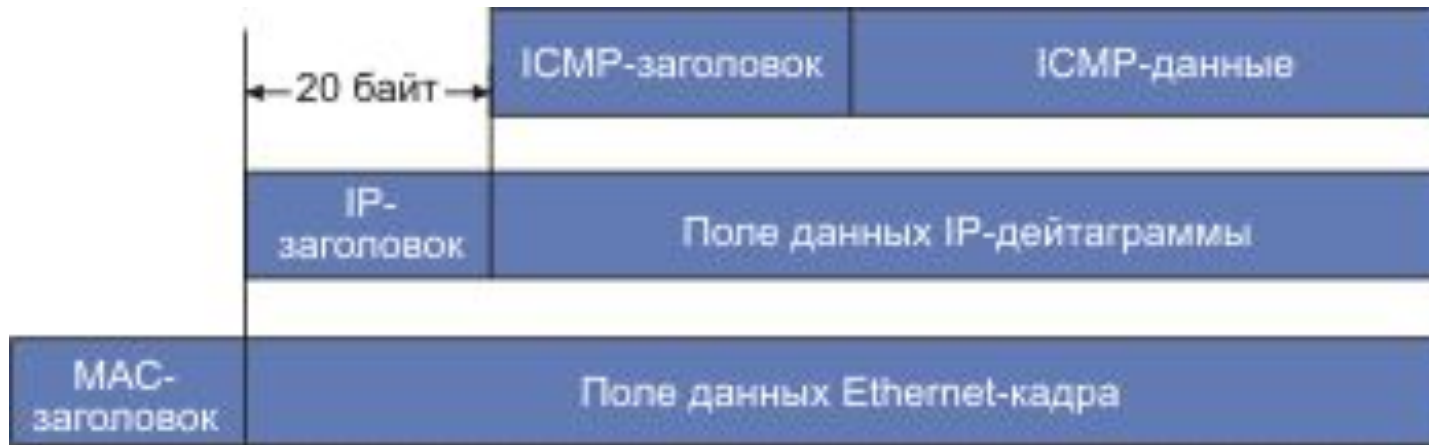 ICMP-заголовок
ICMP-данные
20 байт
IP-
заголовок
Поле данных IP-дейтаграммы
MAC-
заголовок
Поле данных Ethernet-кадра